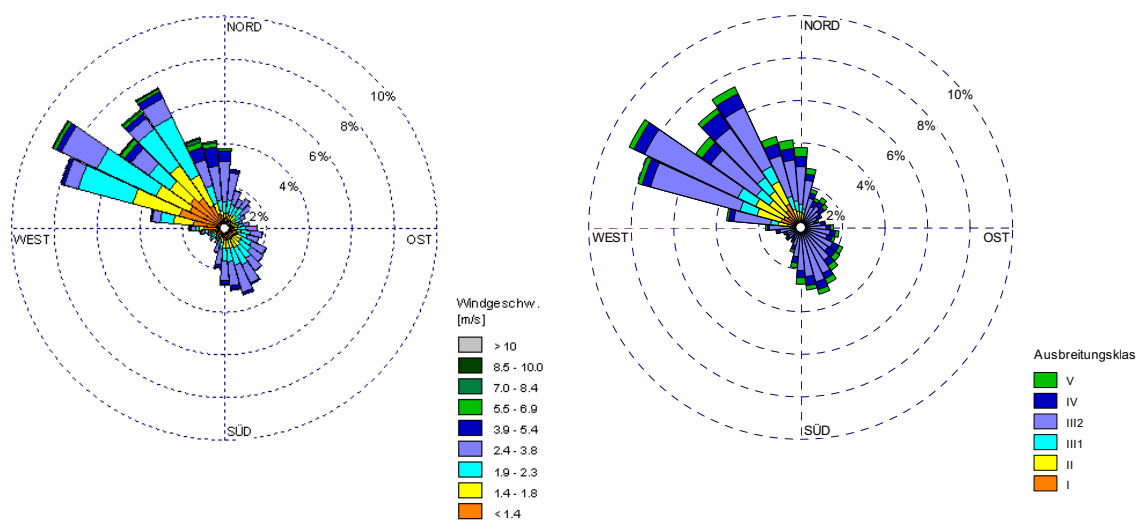 NORD
10%
8%
6%
4%
2%
WEST
OST
SÜD
Windgeschw.
[m/s]
> 10
8.5 - 10.0
7.0 - 8.4
5.5 - 6.9
3.9 - 5.4
2.4 - 3.8
1.9 - 2.3
1.4 - 1.8
< 1.4
NORD
10%
8%
6%
4%
2%
WEST
OST
SÜD
Ausbreitungsklas
V
IV
III2
III1
II
I